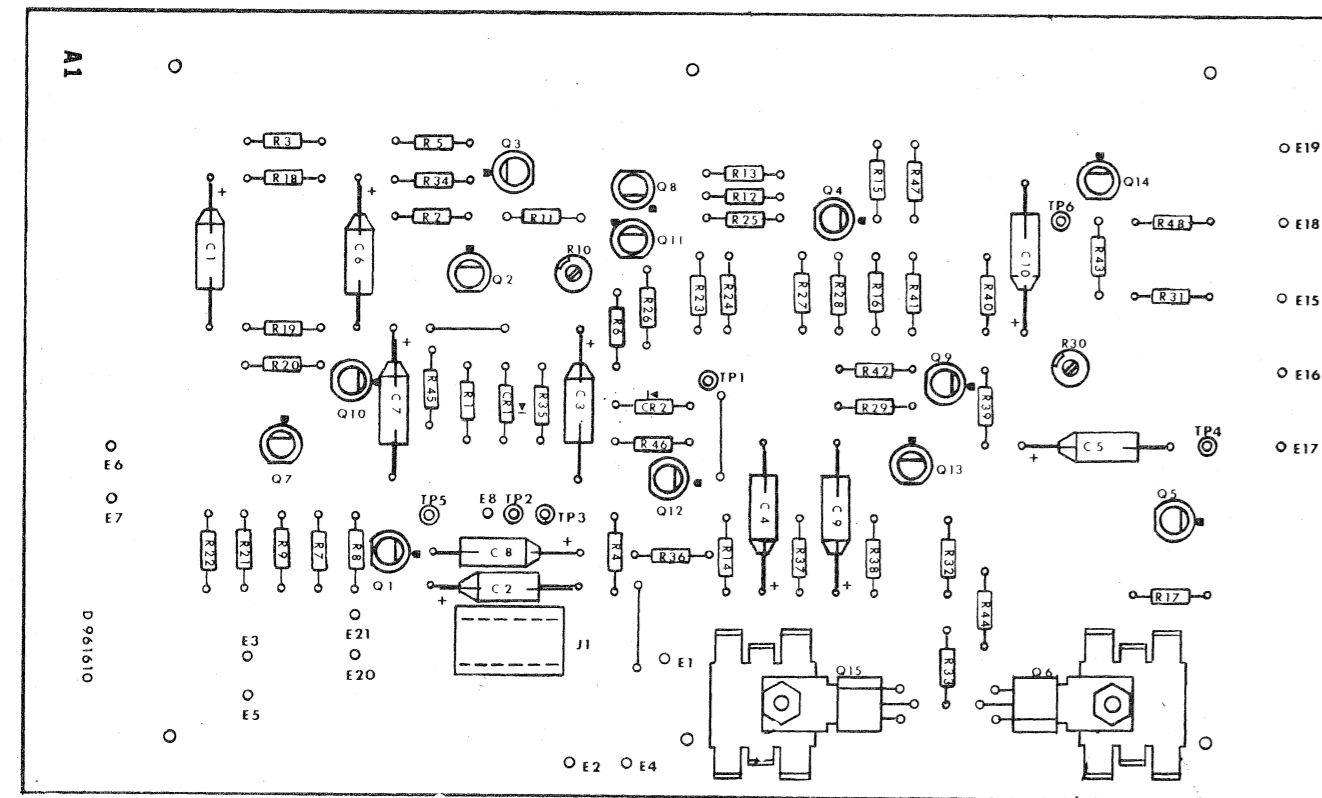 A1
R3
R5
Q3
E19
R18
R34
R13
R15
R47
Q14
Q8
R12
Q4
TP6
R2
R11
R25
R48
E18
C1
C6
Q11
R10
R43
Q2
R23
R24
R27
R28
R16
R41
R40
C10
R31
E15
R6
R26
R19
R20
R45
R1
CR1
R35
C3
C7
Q10
TP1
R42
Q9
R30
E16
CR2
R29
R39
R46
E6
Q7
TP4
E17
C5
Q13
Q12
E7
TP5
E8
TP2
TP3
C4
C9
Q5
R22
R21
R9
R7
R8
Q1
C8
R4
R36
R14
R37
R38
R32
C2
R44
R17
D 961610
E3
E21
J1
E20
E1
R33
Q15
Q6
E5
E2
E4
+
+
+
+
+
+
+
+
+
+